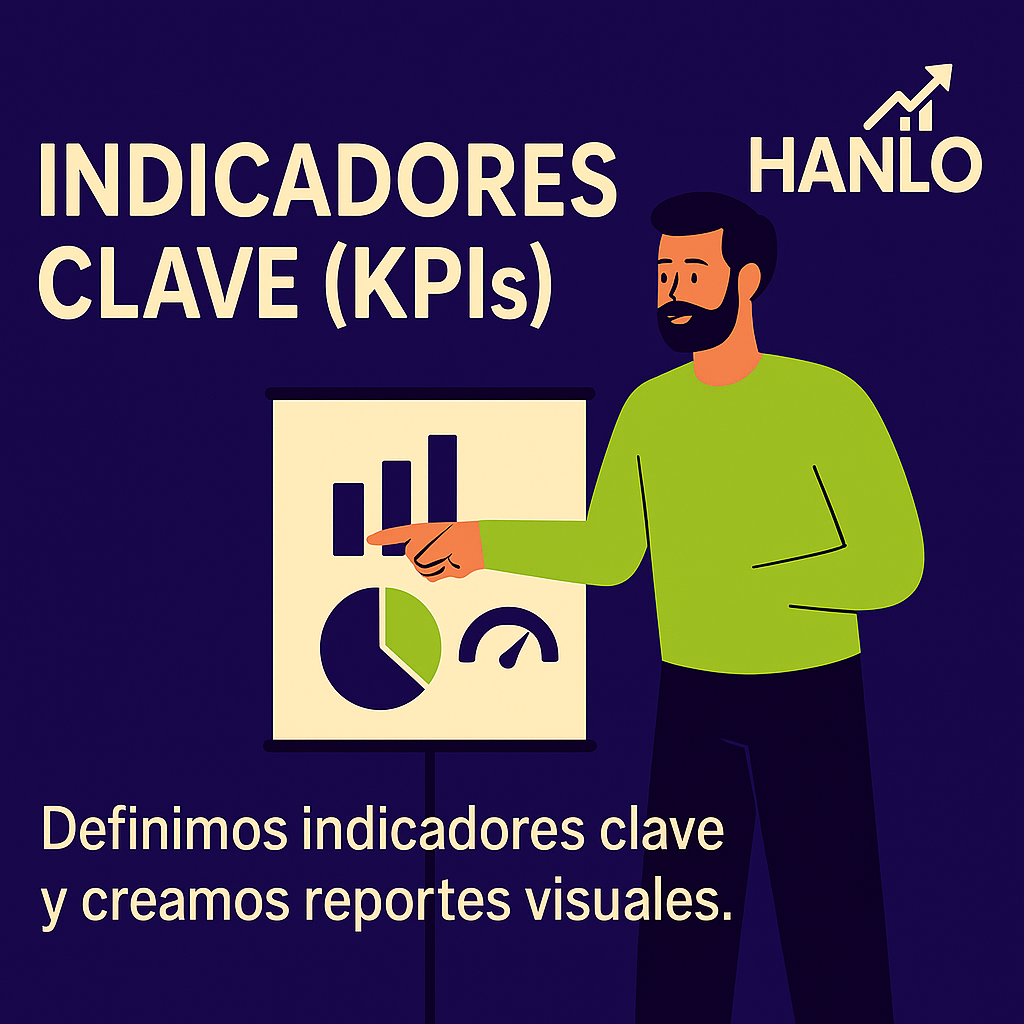 HANLO
INDICADORES
CLAVE (KPIs)
Definimos indicadores clave
y creamos reportes visuales.